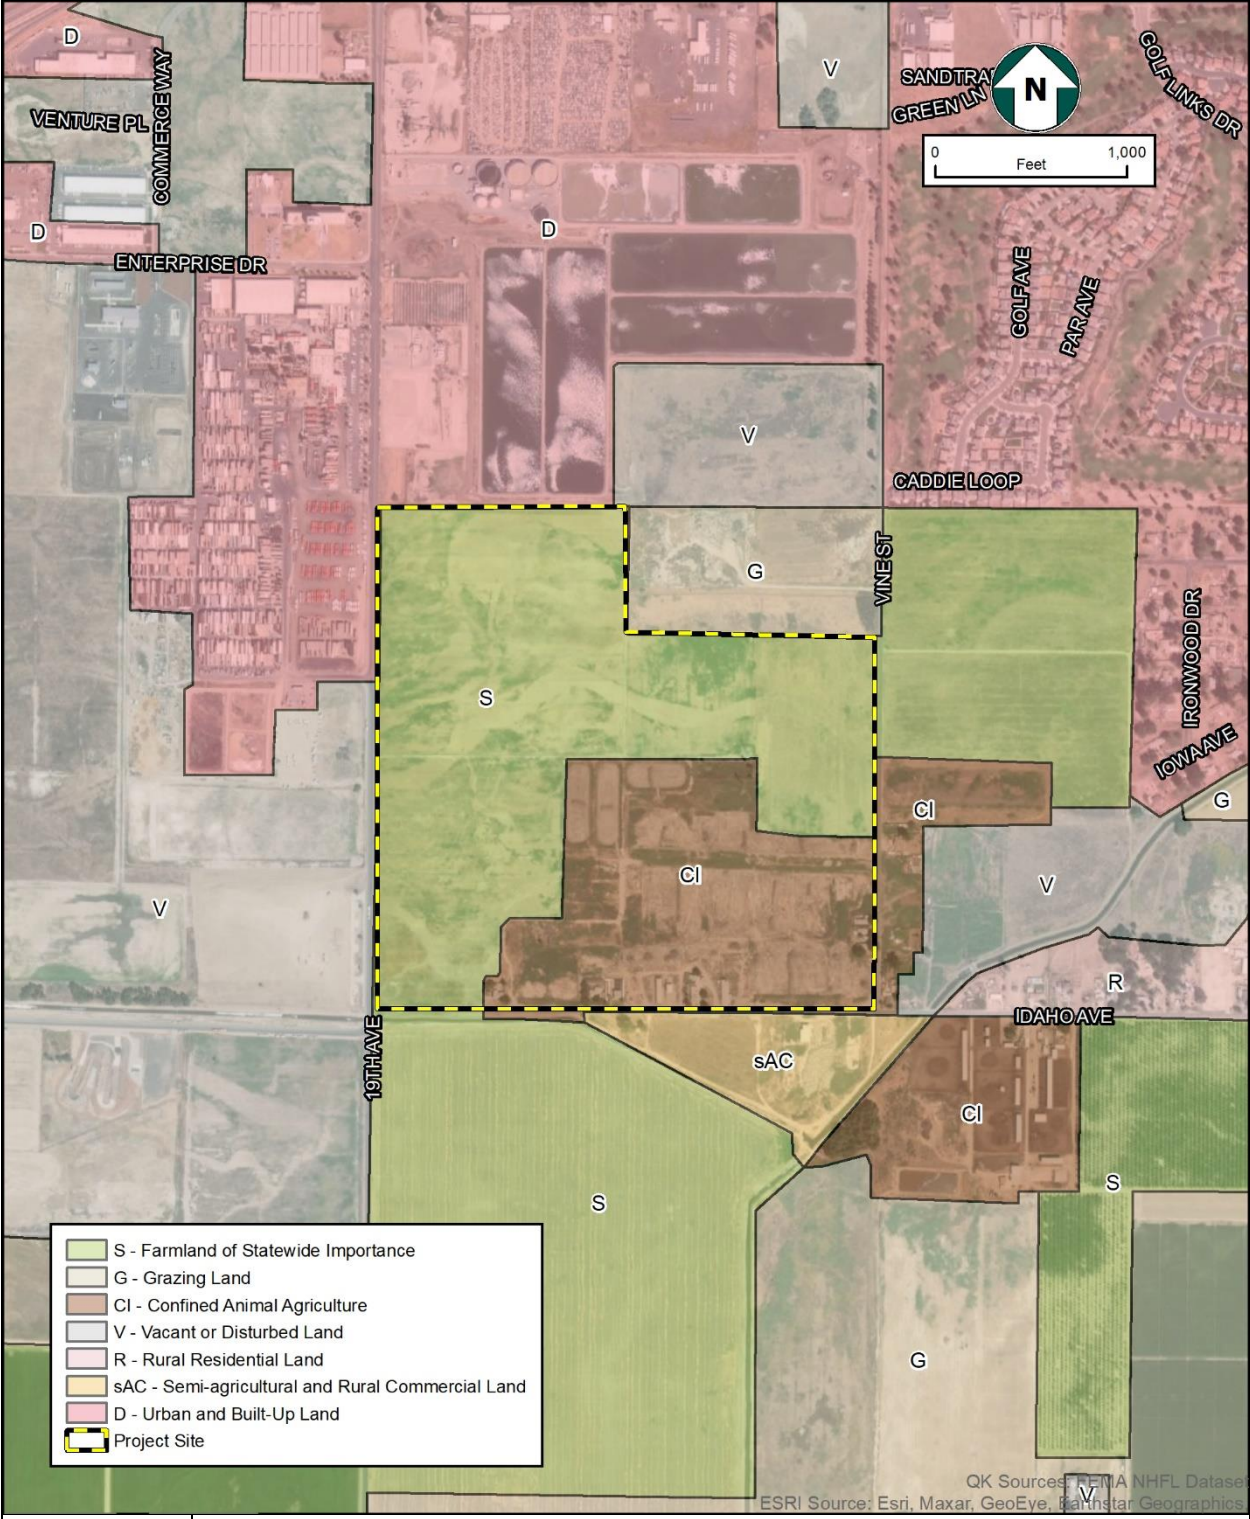 D
V
SANDTRA
GREEN LN
N
GOLF LINKS DR
VENTURE PL
COMMERCE WAY
0 1,000
Feet
D
D
ENTERPRISE DR
GOLF AVE
PAR AVE
V
CADDIE LOOP
G
VINE ST
IRONWOOD DR
S
IOWA AVE
G
CI
CI
V
V
R
IDAHO AVE
19TH AVE
sAC
CI
S
S
G
S - Farmland of Statewide Importance
G - Grazing Land
CI - Confined Animal Agriculture
V - Vacant or Disturbed Land
R - Rural Residential Land
sAC - Semi-agricultural and Rural Commercial Land
D - Urban and Built-Up Land
Project Site
QK Sources: FEMA NHFL Dataset
V
ESRI Source: Esri, Maxar, GeoEye, Earthstar Geographics,